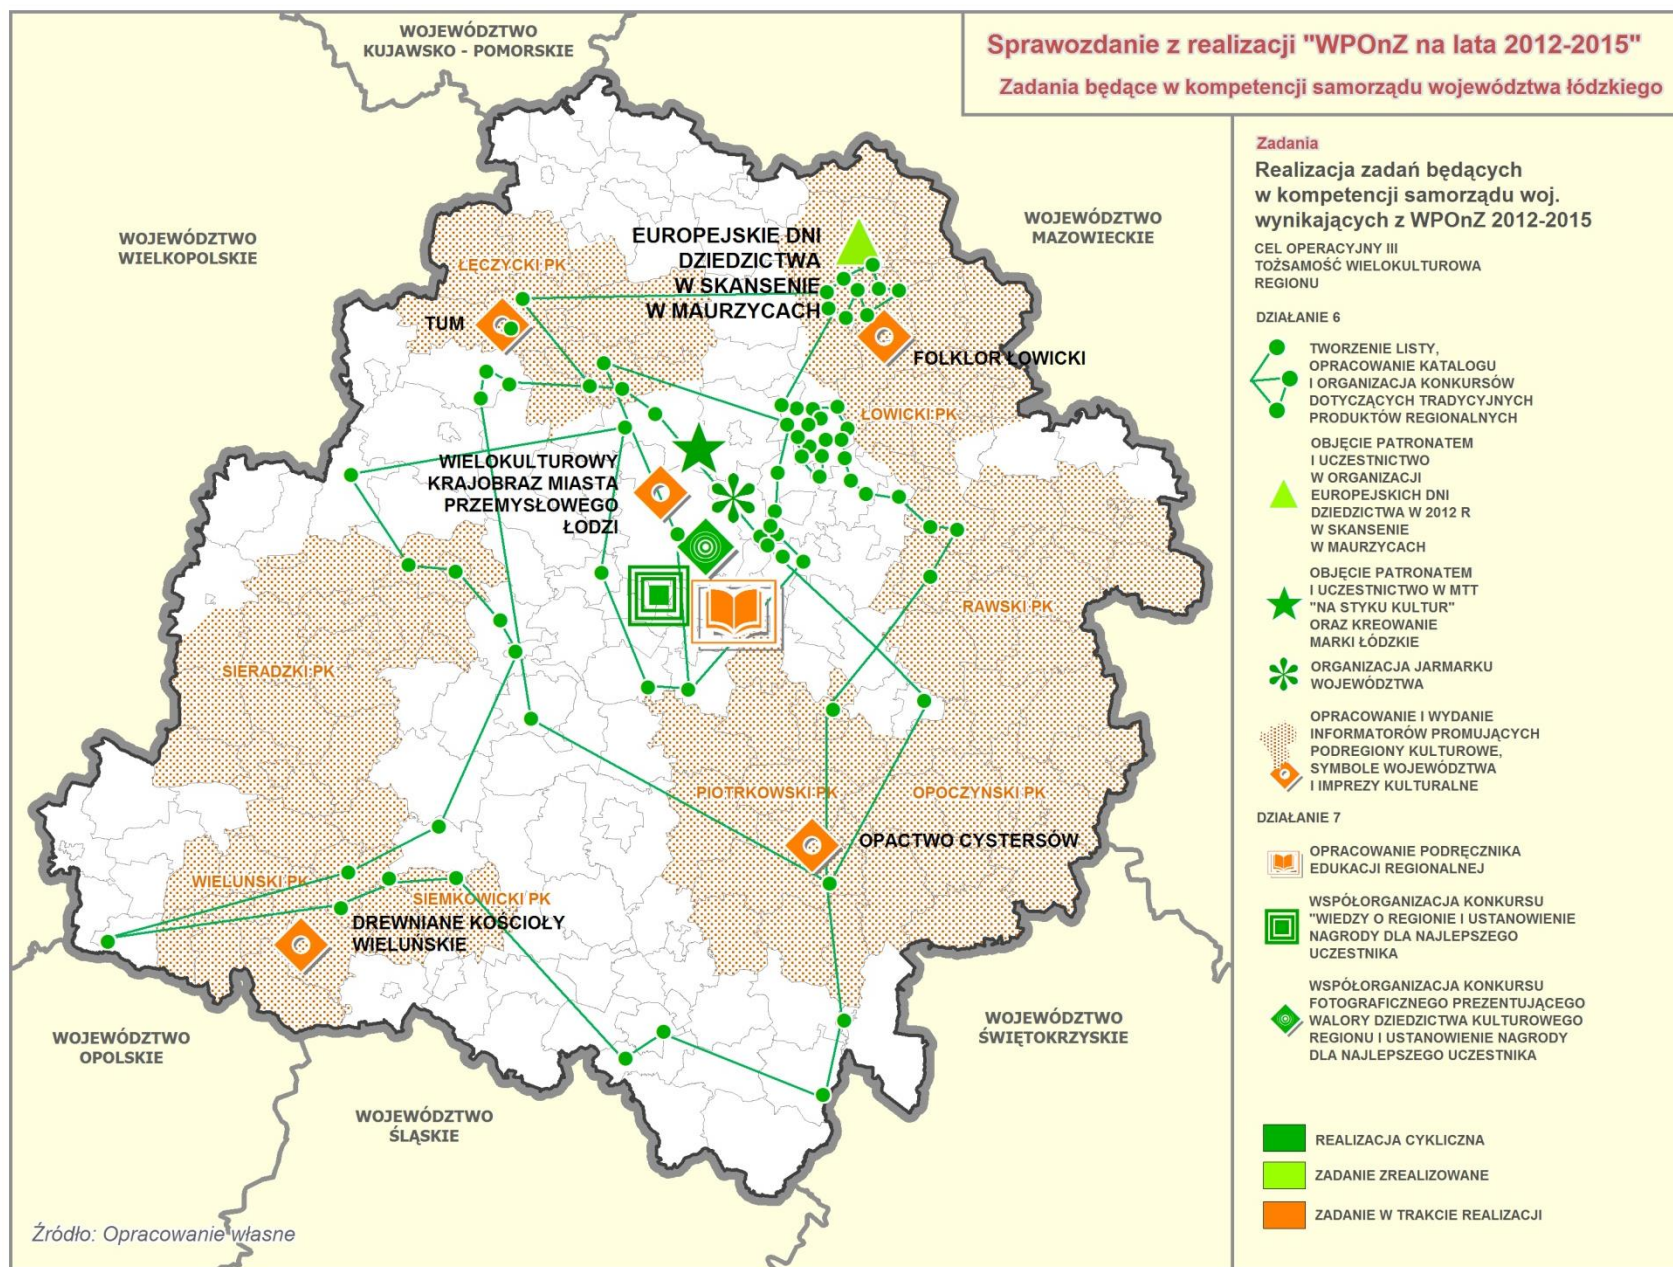 Sprawozdanie z realizacji "WPOnZ na lata 2012-2015"
Zadania będące w kompetencji samorządu województwa łódzkiego
WOJEWÓDZTWO
KUJAWSKO - POMORSKIE
WOJEWÓDZTWO
WIELKOPOLSKIE
WOJEWÓDZTWO
MAZOWIECKIE
EUROPEJSKIE DNI
DZIEDZICTWA
W SKANSENIE
W MAURZYCACH
ŁECZYCKI PK
TUM
FOLKLOR ŁOWICKI
ŁOWICKI PK
WIELOKULTUROWY
KRAJOBRAZ MIASTA
PRZEMYSŁOWEGO
ŁODZI
RAWSKI PK
SIERADZKI PK
PIOTRKOWSKI PK
OPOCZYŃSKI PK
OPACTWO CYSTERSÓW
WIELUŃSKI PK
SIEMKOWICKI PK
DREWNIANE KOŚCIOŁY
WIELUŃSKIE
WOJEWÓDZTWO
OPOLSKIE
WOJEWÓDZTWO
ŚLĄSKIE
WOJEWÓDZTWO
ŚWIĘTOKRZYSKIE
Źródło: Opracowanie własne
Zadania
Realizacja zadań będących
w kompetencji samorządu woj.
wynikających z WPOnZ 2012-2015
CEL OPERACYJNY III
TOŻSAMOŚĆ WIELOKULTUROWA
REGIONU
DZIAŁANIE 6
TWORZENIE LISTY,
OPRACOWANIE KATALOGU
I ORGANIZACJA KONKURSÓW
DOTYCZĄCYCH TRADYCYJNYCH
PRODUKTÓW REGIONALNYCH
OBJĘCIE PATRONATEM
I UCZESTNICTWO
W ORGANIZACJI
EUROPEJSKICH DNI
DZIEDZICTWA W 2012 R
W SKANSENIE
W MAURZYCACH
OBJĘCIE PATRONATEM
I UCZESTNICTWO W MTT
"NA STYKU KULTUR"
ORAZ KREOWANIE
MARKI ŁÓDZKIE
ORGANIZACJA JARMARKU
WOJEWÓDZTWA
OPRACOWANIE I WYDANIE
INFORMATORÓW PROMUJĄCYCH
PODREGIONY KULTUROWE,
SYMBOLE WOJEWÓDZTWA
I IMPREZY KULTURALNE
DZIAŁANIE 7
OPRACOWANIE PODRĘCZNIKA
EDUKACJI REGIONALNEJ
WSPÓŁORGANIZACJA KONKURSU
"WIEDZY O REGIONIE I USTANOWIENIE
NAGRODY DLA NAJLEPSZEGO
UCZESTNIKA
WSPÓŁORGANIZACJA KONKURSU
FOTOGRAFICZNEGO PREZENTUJĄCEGO
WALORY DZIEDZICTWA KULTUROWEGO
REGIONU I USTANOWIENIE NAGRODY
DLA NAJLEPSZEGO UCZESTNIKA
REALIZACJA CYKLICZNA
ZADANIE ZREALIZOWANE
ZADANIE W TRAKCIE REALIZACJI